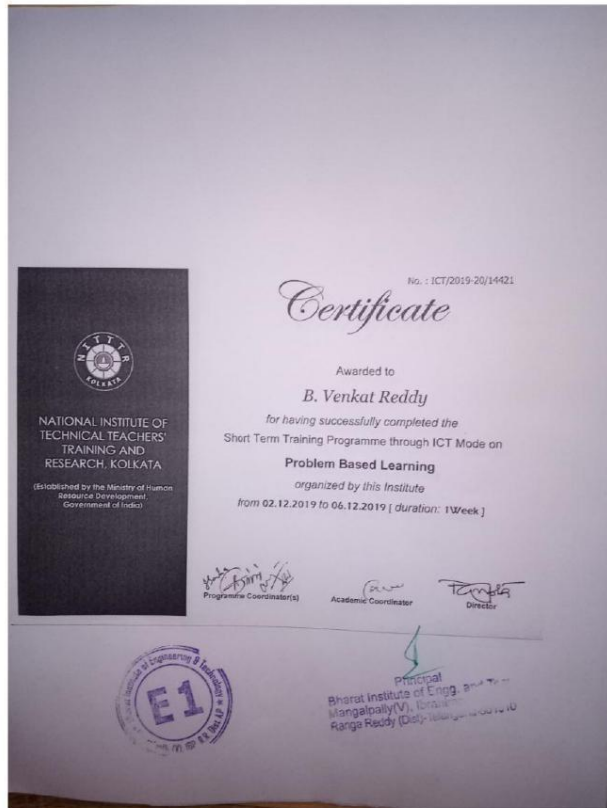 No. : ICT/2019-20/14421
Certificate
Awarded to
B. Venkat Reddy
for having successfully completed the
Short Term Training Programme through ICT Mode on
Problem Based Learning
organized by this Institute
from 02.12.2019 to 06.12.2019 [ duration: 1Week ]
NITTTR
KOLKATA
NATIONAL INSTITUTE OF
TECHNICAL TEACHERS'
TRAINING AND
RESEARCH, KOLKATA
(Established by the Ministry of Human
Resource Development,
Government of India)
Programme Coordinator(s)
Academic Coordinator
Director
Institute of Engineering & Technology
E1
Principal
Bharat Institute of Engg. and
Mangalpally(V),
Ranga Reddy (Dist)-